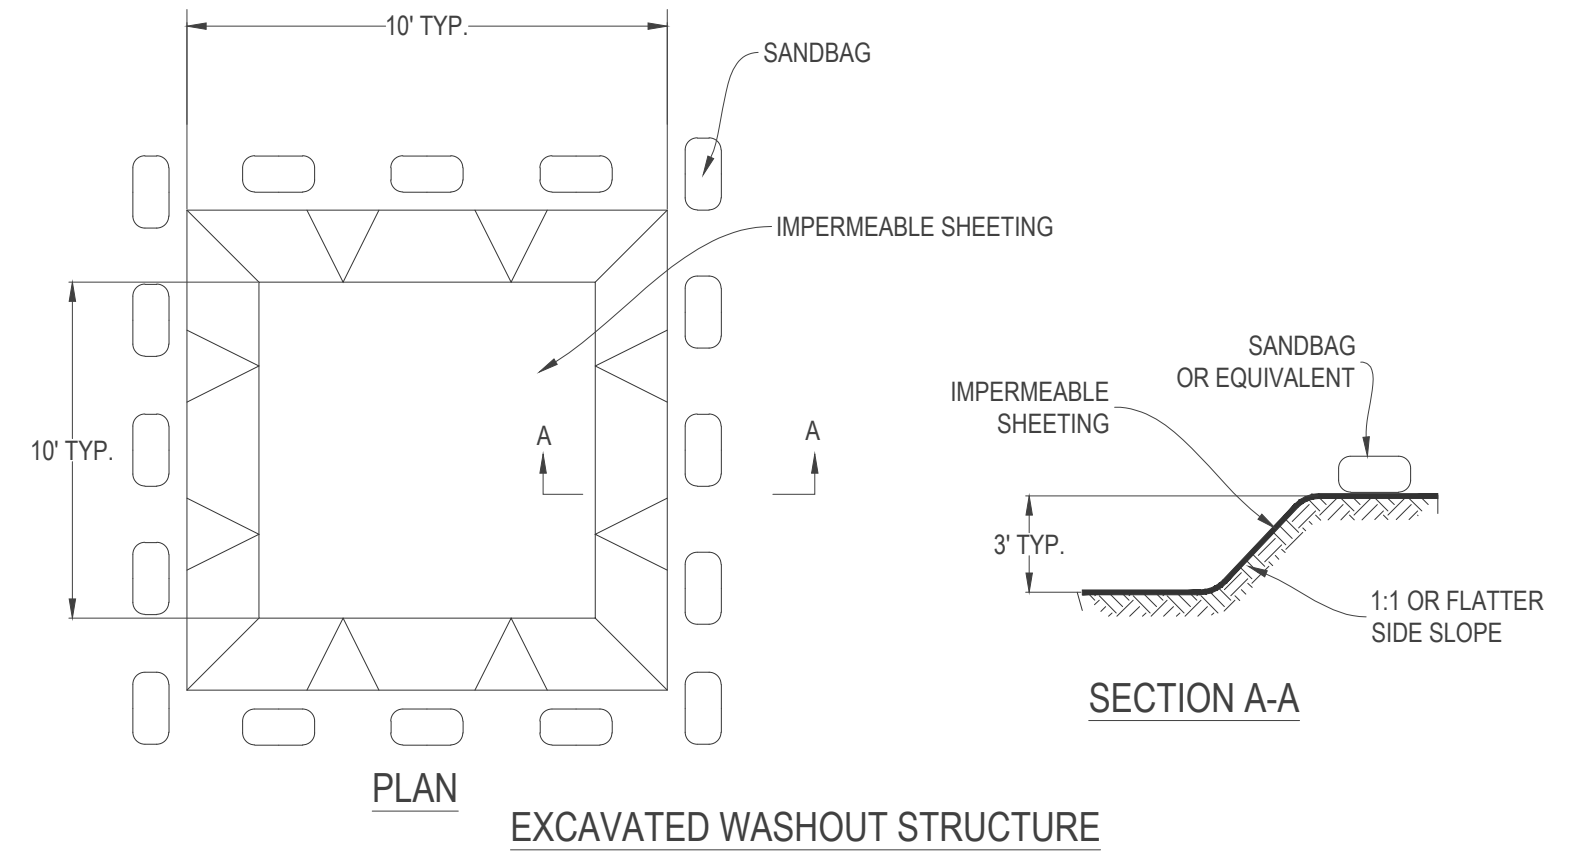 10' TYP.
SANDBAG
IMPERMEABLE SHEETING
10' TYP.
A
A
PLAN
SANDBAG
OR EQUIVALENT
IMPERMEABLE
SHEETING
3' TYP.
1:1 OR FLATTER
SIDE SLOPE
SECTION A-A
EXCAVATED WASHOUT STRUCTURE